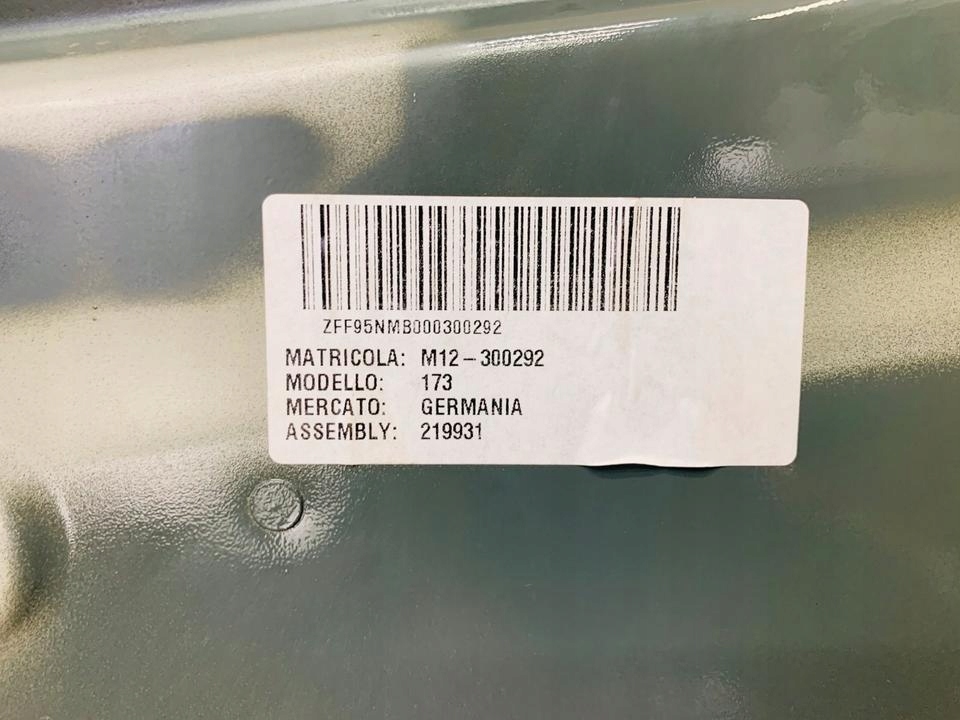 ZFF95NMB000300292
MATRICOLA: M12-300292
MODELLO: 173
MERCATO: GERMANIA
ASSEMBLY: 219931